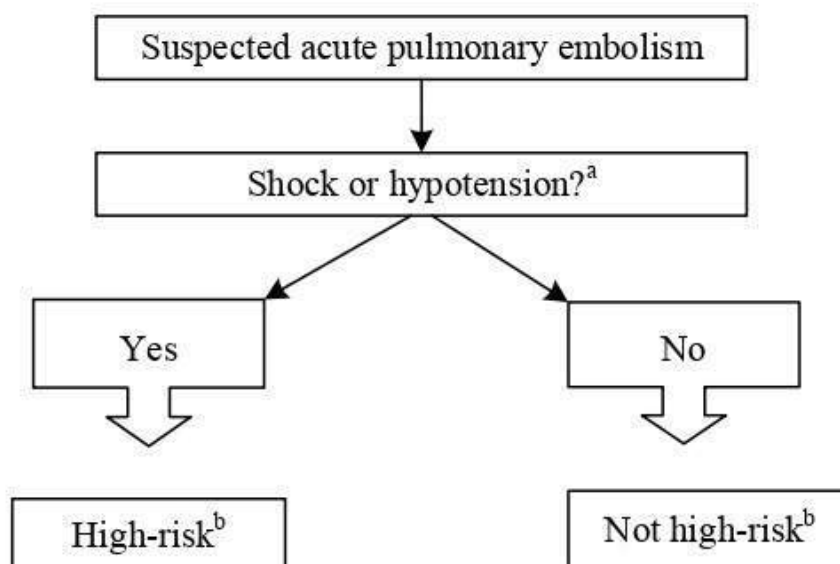 Suspected acute pulmonary embolism
Shock or hypotension?ᵃ
Yes
No
High-riskᵇ
Not high-riskᵇ